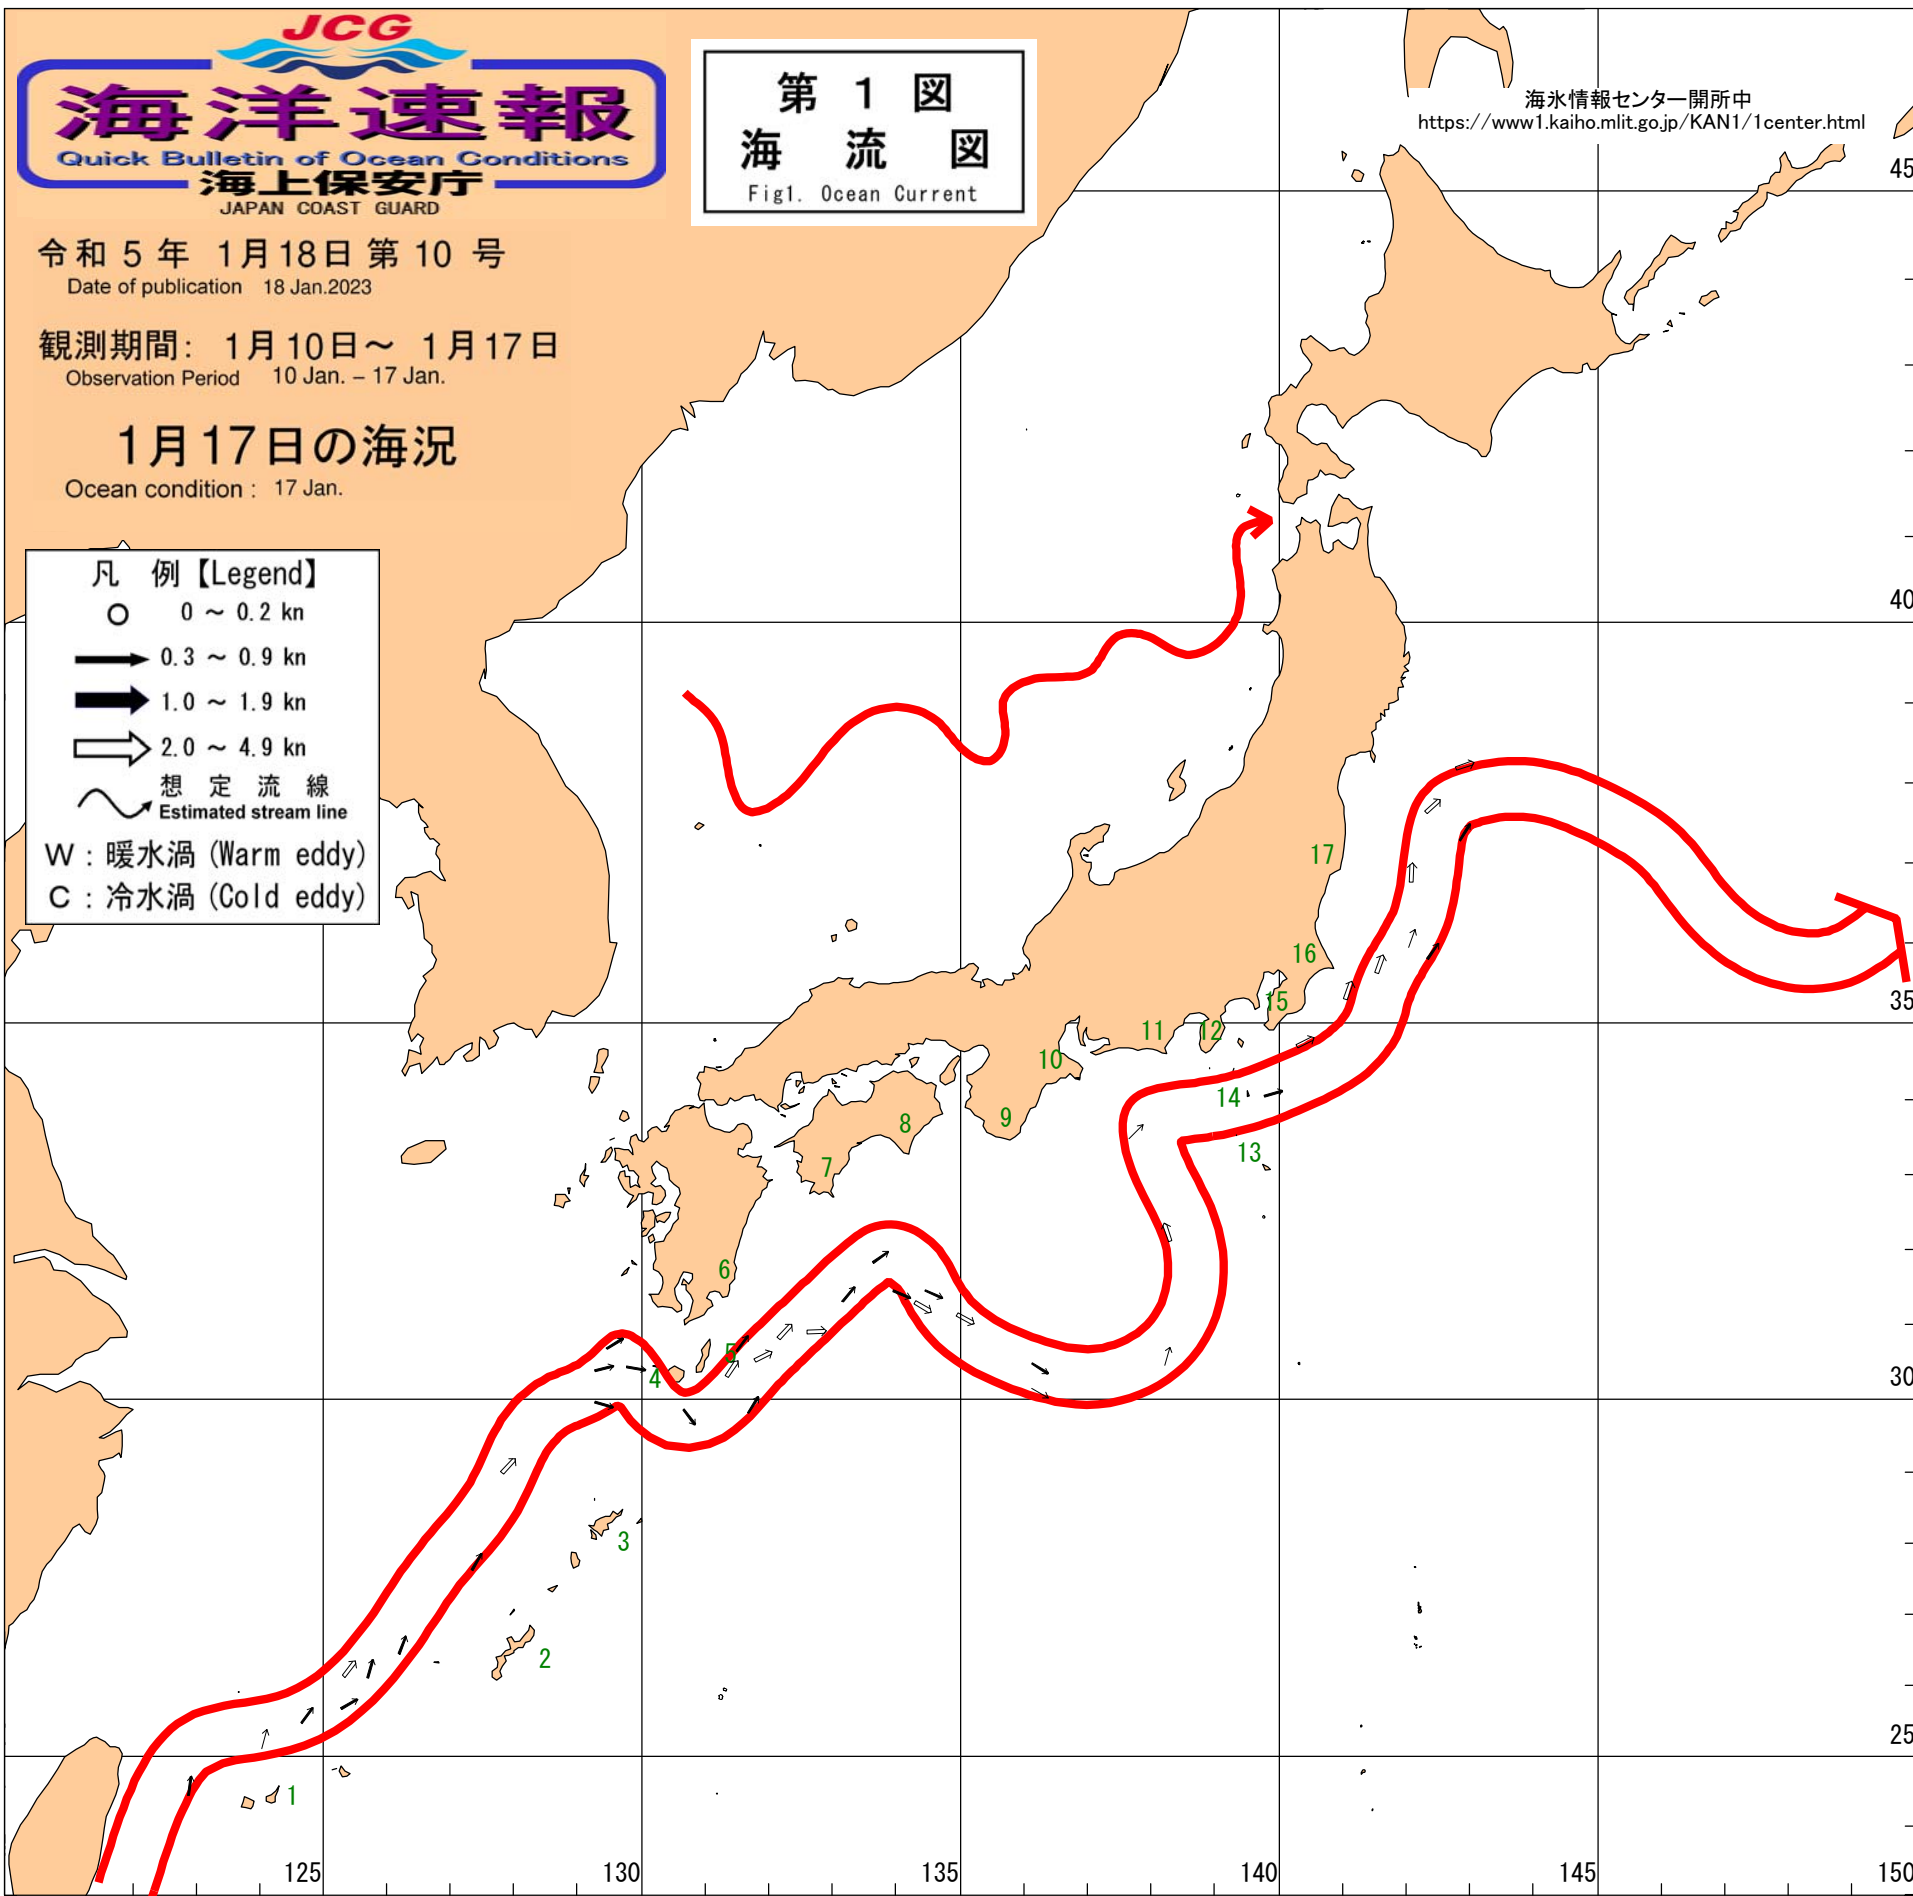 JCG
海洋速報
Quick Bulletin of Ocean Conditions
海上保安庁
JAPAN COAST GUARD
第 1 図
海 流 図
Fig1. Ocean Current
海氷情報センター開所中
https://www1.kaiho.mlit.go.jp/KAN1/1center.html
令和 5 年 1月18日 第 10 号
Date of publication 18 Jan.2023
観測期間: 1月10日～ 1月17日
Observation Period 10 Jan. – 17 Jan.
1月17日の海況
Ocean condition : 17 Jan.
凡 例【Legend】
0 ～ 0.2 kn
0.3 ～ 0.9 kn
1.0 ～ 1.9 kn
2.0 ～ 4.9 kn
想 定 流 線
Estimated stream line
W : 暖水渦 (Warm eddy)
C : 冷水渦 (Cold eddy)
45
40
35
30
25
17
16
15
12
11
10
14
13
9
8
7
6
5
4
3
2
1
125
130
135
140
145
150